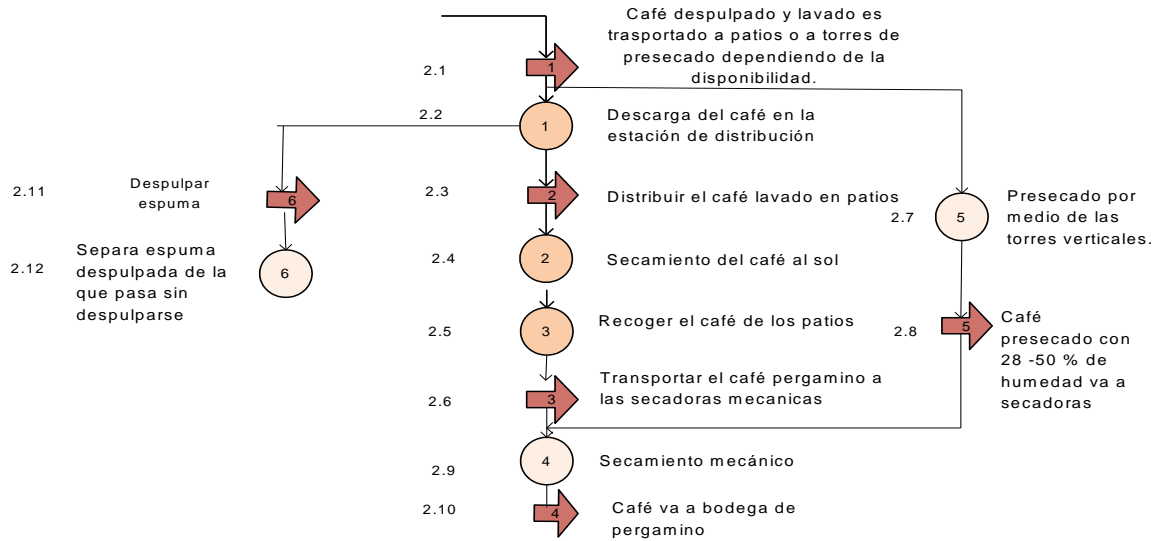 Café despulpado y lavado es
trasportado a patios o a torres de
presecado dependiendo de la
disponibilidad.
2.1
1
2.2
1
Descarga del café en la
estación de distribución
2.11
Despulpar
espuma
6
2.3
2
Distribuir el café lavado en patios
2.7
5
Presecado por
medio de las
torres verticales.
2.12
Separa espuma
despulpada de la
que pasa sin
despulparse
6
2.4
2
Secamiento del café al sol
2.5
3
Recoger el café de los patios
2.8
5
Café
presecado con
28 -50 % de
humedad va a
secadoras
2.6
3
Transportar el café pergamino a
las secadoras mecanicas
2.9
4
Secamiento mecánico
2.10
4
Café va a bodega de
pergamino